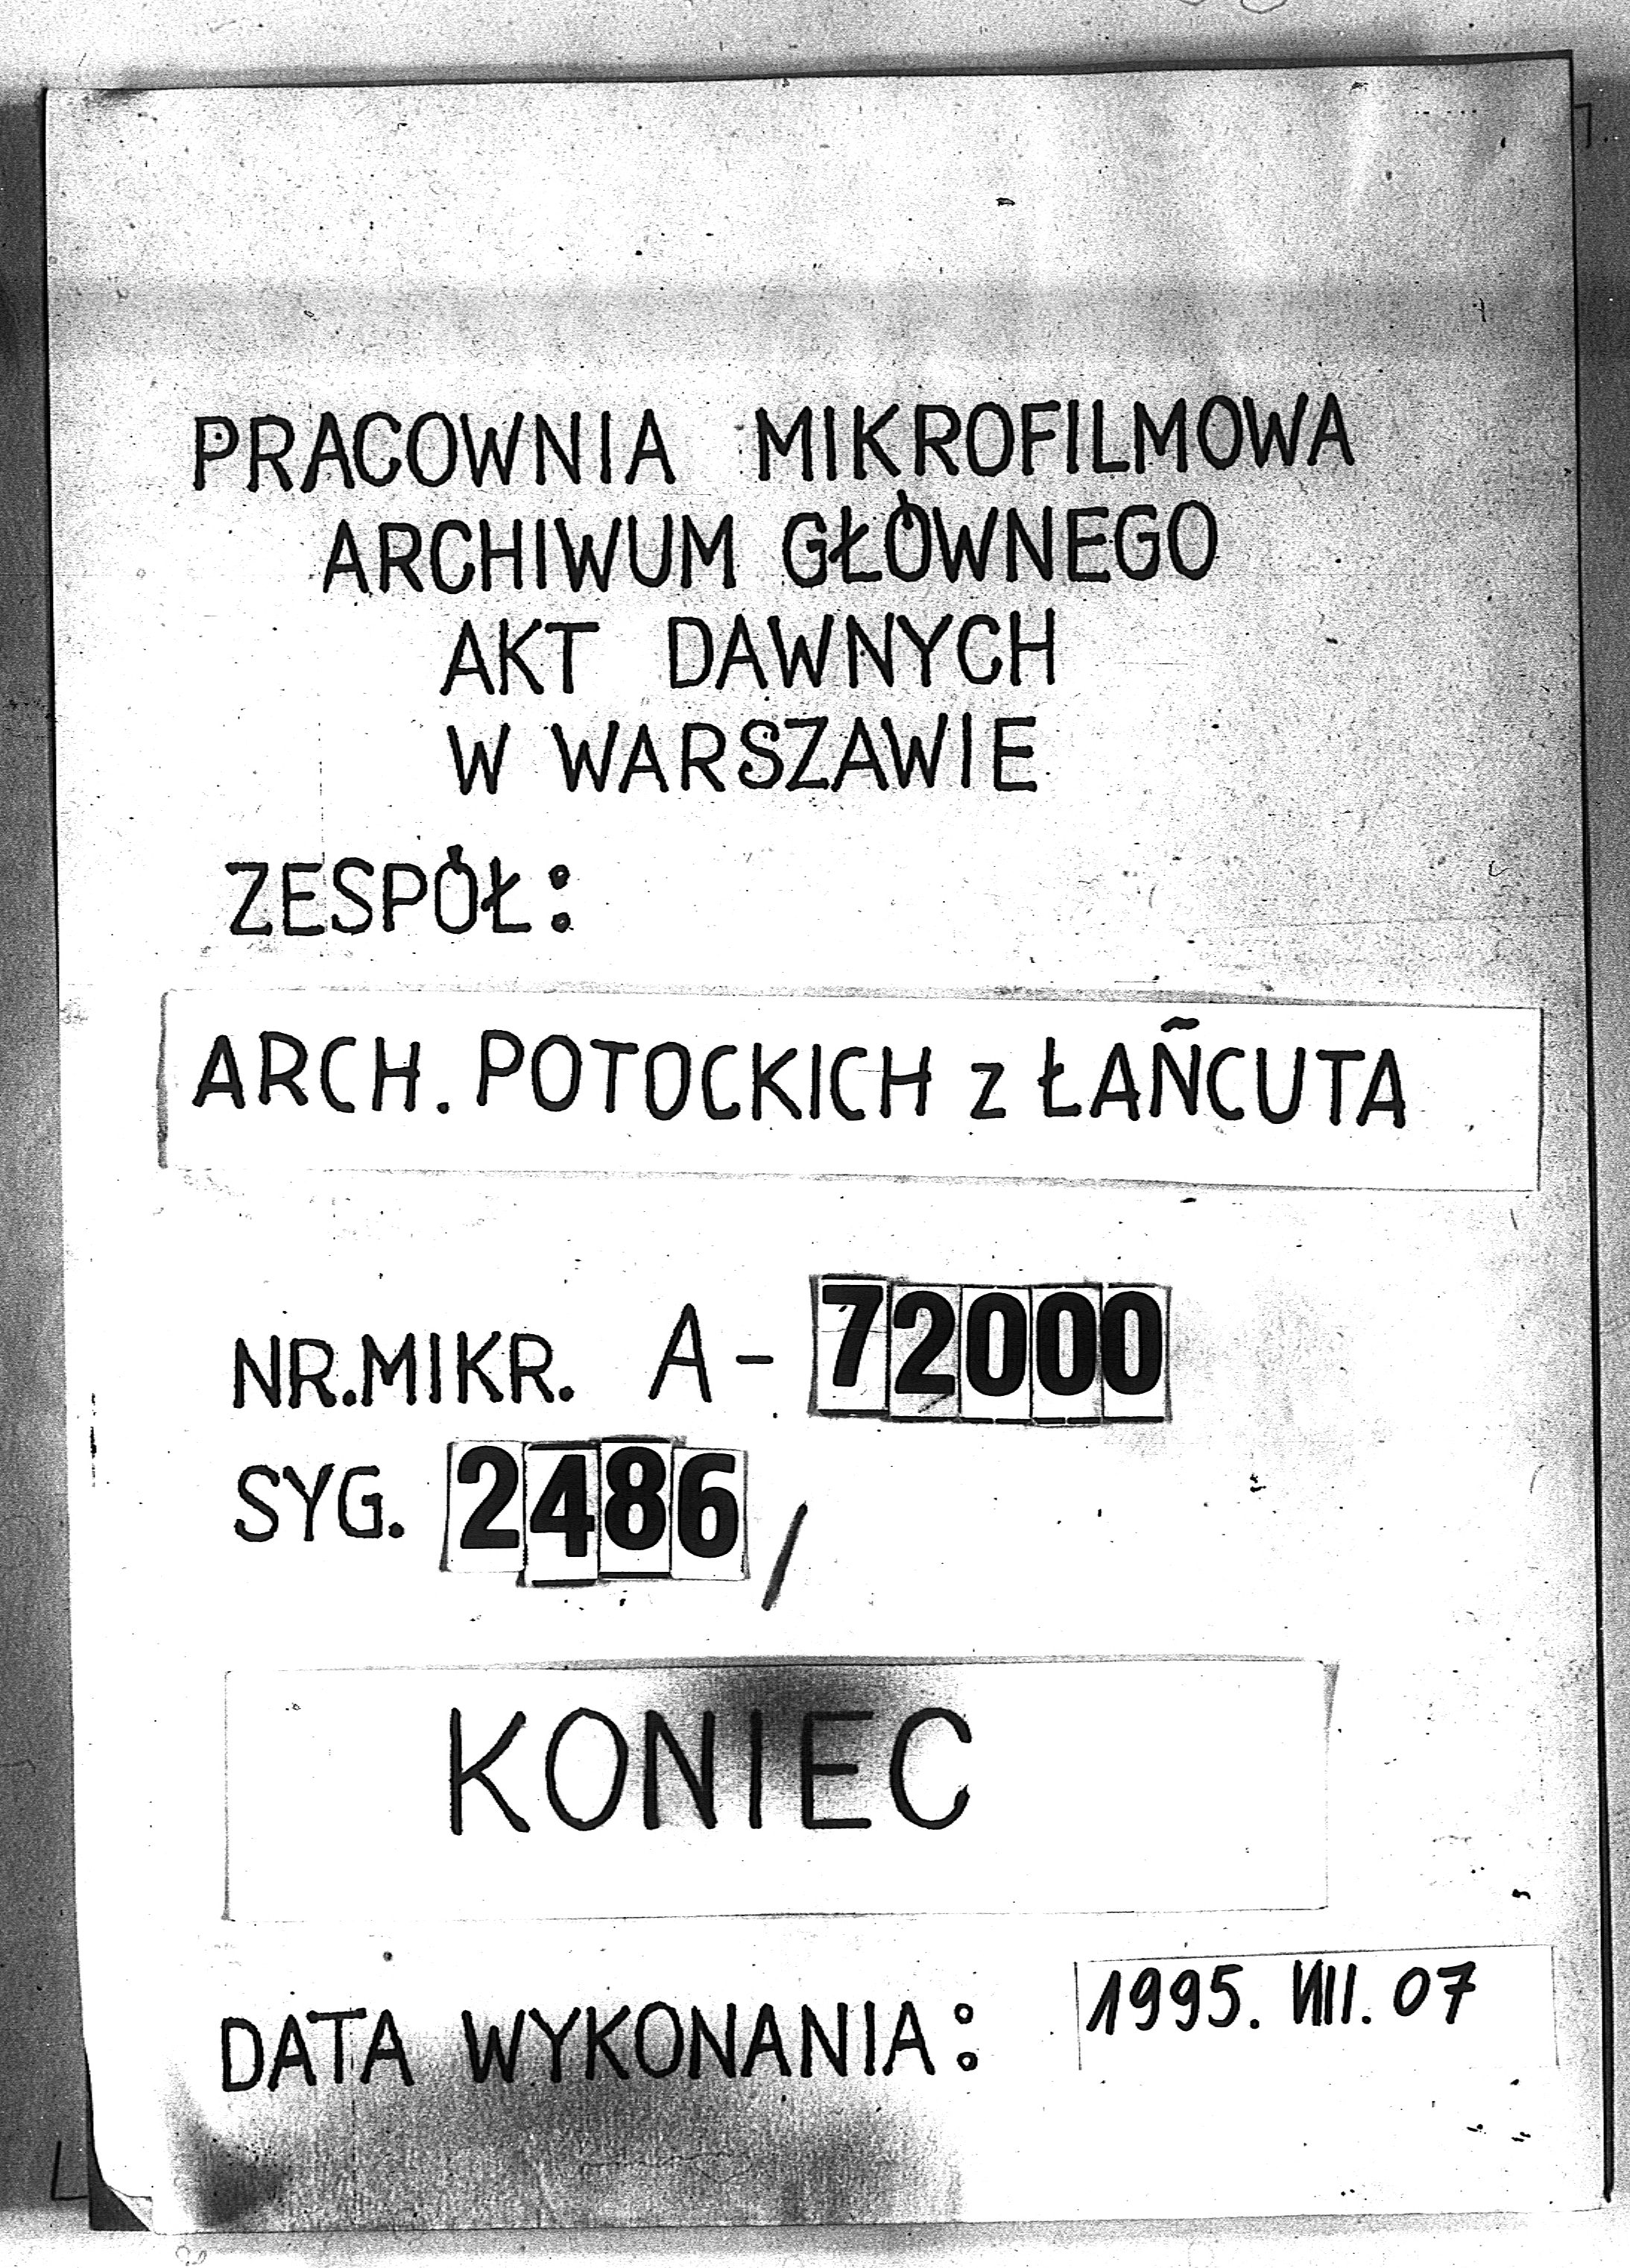 PRACOWNIA MIKROFILMOWA
ARCHIWUM GŁÓWNEGO
AKT DAWNYCH
W WARSZAWIE
ZESPÓŁ:
ARCH. POTOCKICH z ŁAŃCUTA
NR.MIKR. A-72000
SYG. 2486/
KONIEC
DATA WYKONANIA: 1995. VIII. 07